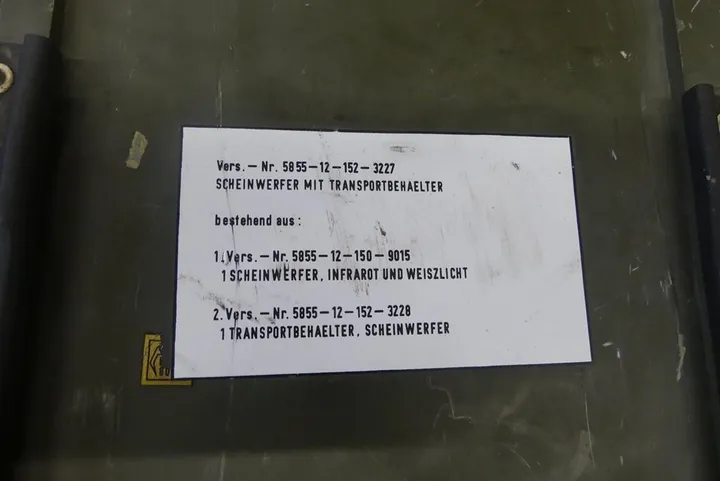 Vers.–Nr. 5855–12–152–3227
SCHEINWERFER MIT TRANSPORTBEHAELTER
bestehend aus:
1. Vers.–Nr. 5855–12–150–9015
1 SCHEINWERFER, INFRAROT UND WEISZLICHT
2. Vers.–Nr. 5855–12–152–3228
1 TRANSPORTBEHAELTER, SCHEINWERFER